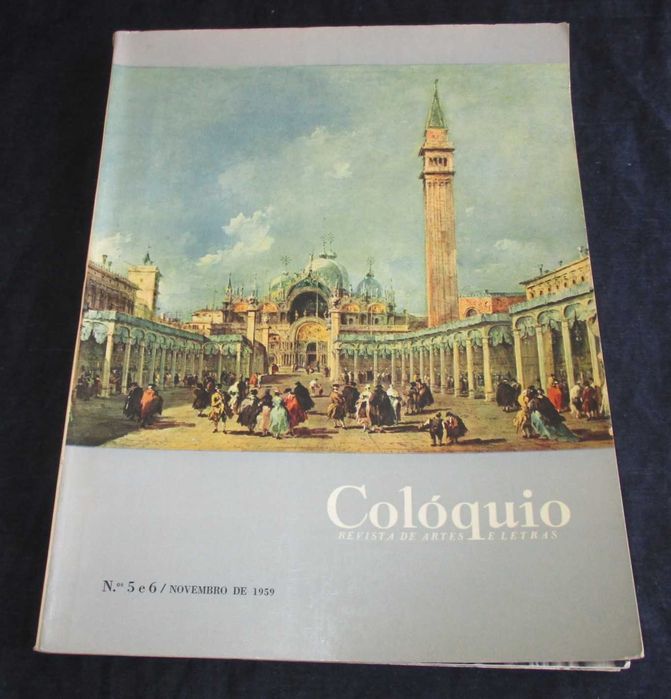 Colóquio
REVISTA DE ARTES E LETRAS
N.os 5 e 6 / NOVEMBRO DE 1959